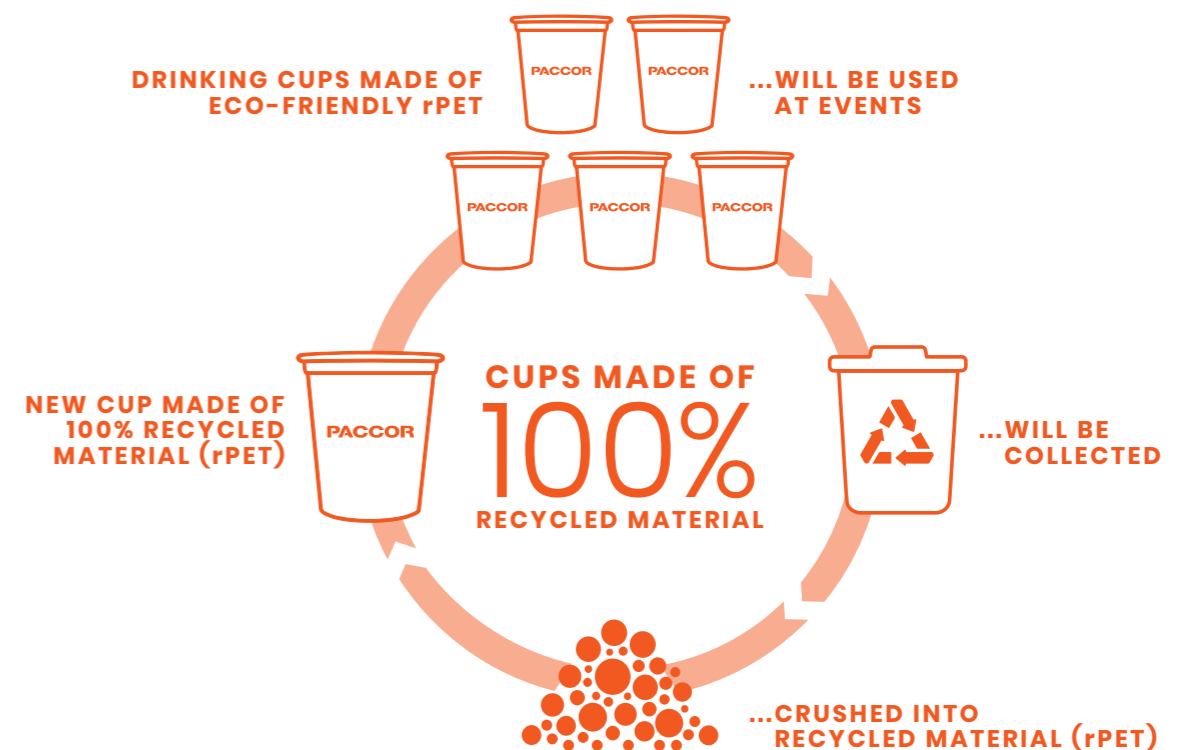 PACCOR
PACCOR
DRINKING CUPS MADE OF
ECO-FRIENDLY rPET
...WILL BE USED
AT EVENTS
PACCOR
PACCOR
PACCOR
CUPS MADE OF
100%
RECYCLED MATERIAL
NEW CUP MADE OF
100% RECYCLED
MATERIAL (rPET)
PACCOR
...WILL BE
COLLECTED
...CRUSHED INTO
RECYCLED MATERIAL (rPET)